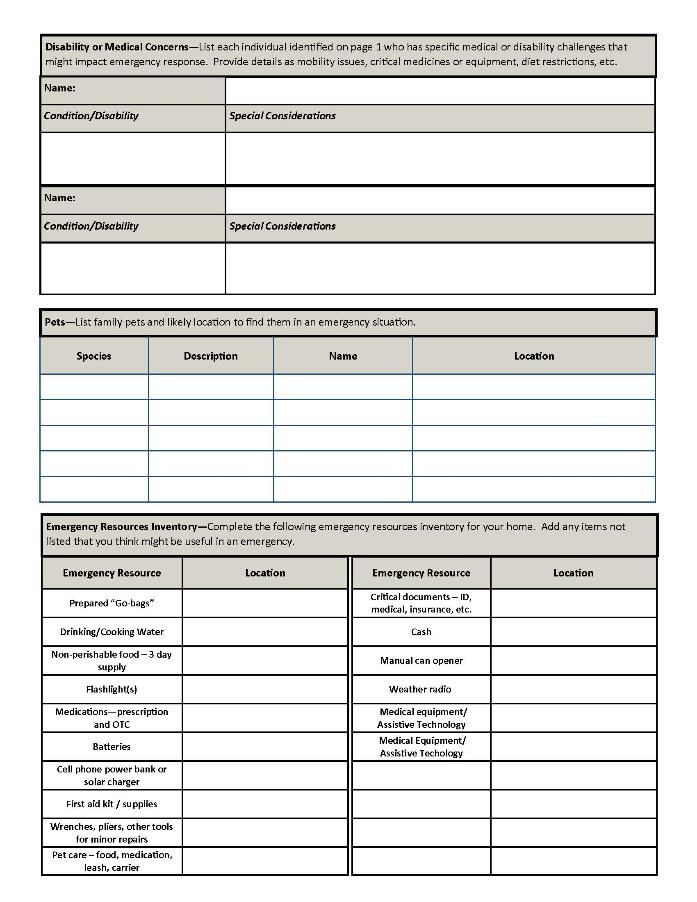 Disability or Medical Concerns—List each individual identified on page 1 who has specific medical or disability challenges that
might impact emergency response.  Provide details as mobility issues, critical medicines or equipment, diet restrictions, etc.
Name:
Condition/Disability
Special Considerations
Name:
Condition/Disability
Special Considerations
Pets—List family pets and likely location to find them in an emergency situation.
Species
Description
Name
Location
Emergency Resources Inventory—Complete the following emergency resources inventory for your home.  Add any items not
listed that you think might be useful in an emergency.
Emergency Resource
Location
Emergency Resource
Location
Prepared “Go-bags”
Critical documents – ID,
medical, insurance, etc.
Drinking/Cooking Water
Cash
Non-perishable food – 3 day
supply
Manual can opener
Flashlight(s)
Weather radio
Medications—prescription
and OTC
Medical equipment/
Assistive Technology
Batteries
Medical Equipment/
Assistive Techology
Cell phone power bank or
solar charger
First aid kit / supplies
Wrenches, pliers, other tools
for minor repairs
Pet care – food, medication,
leash, carrier